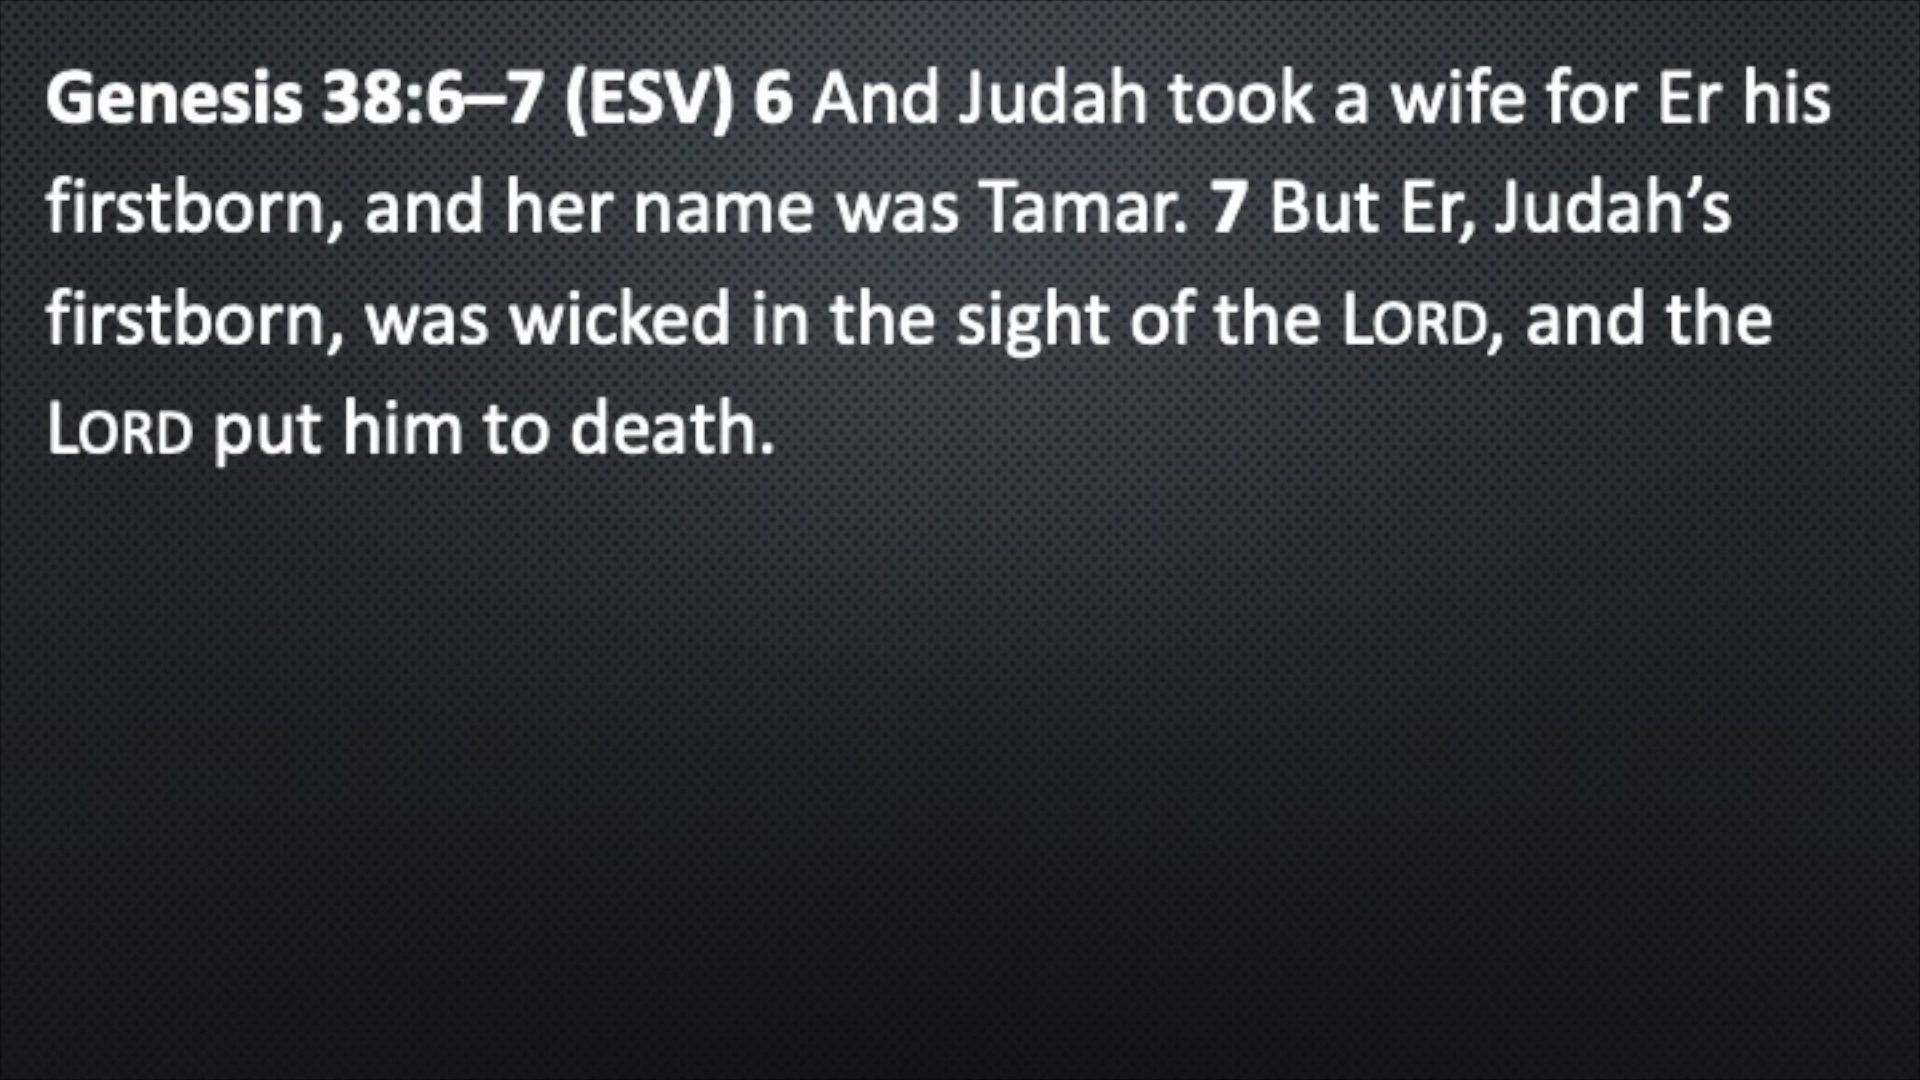 Genesis 38:6–7 (ESV) 6 And Judah took a wife for Er his
firstborn, and her name was Tamar. 7 But Er, Judah’s
firstborn, was wicked in the sight of the LORD, and the
LORD put him to death.